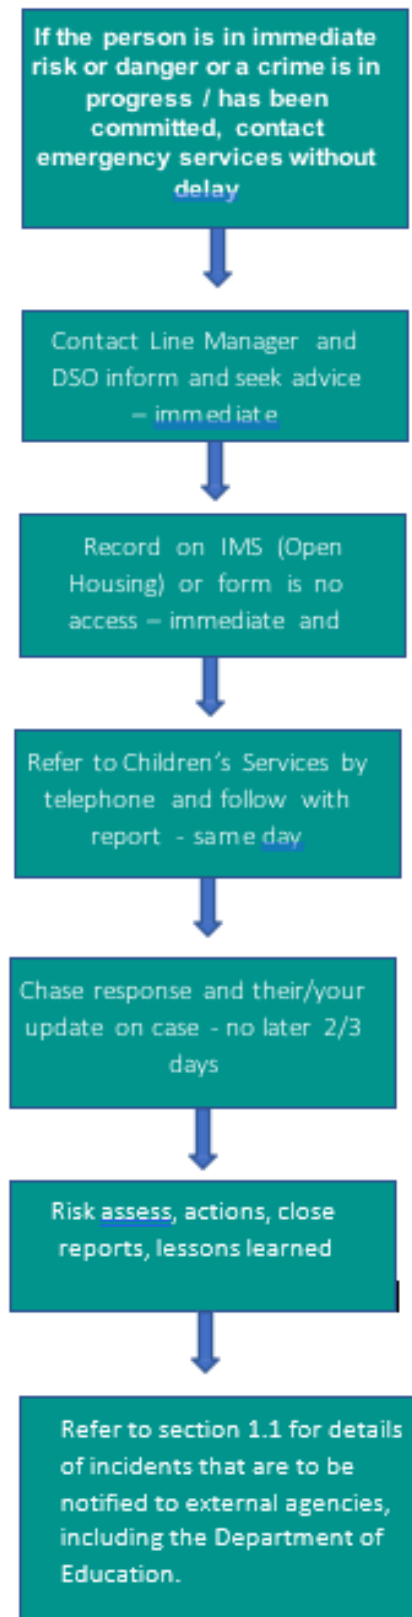 If the person is in immediate
risk or danger or a crime is in
progress / has been
committed, contact
emergency services without
delay
Contact Line Manager and
DSO inform and seek advice
– immediate
Record on IMS (Open
Housing) or form is no
access – immediate and
Refer to Children's Services by
telephone and follow with
report - same day
Chase response and their/your
update on case - no later 2/3
days
Risk assess, actions, close
reports, lessons learned
Refer to section 1.1 for details
of incidents that are to be
notified to external agencies,
including the Department of
Education.